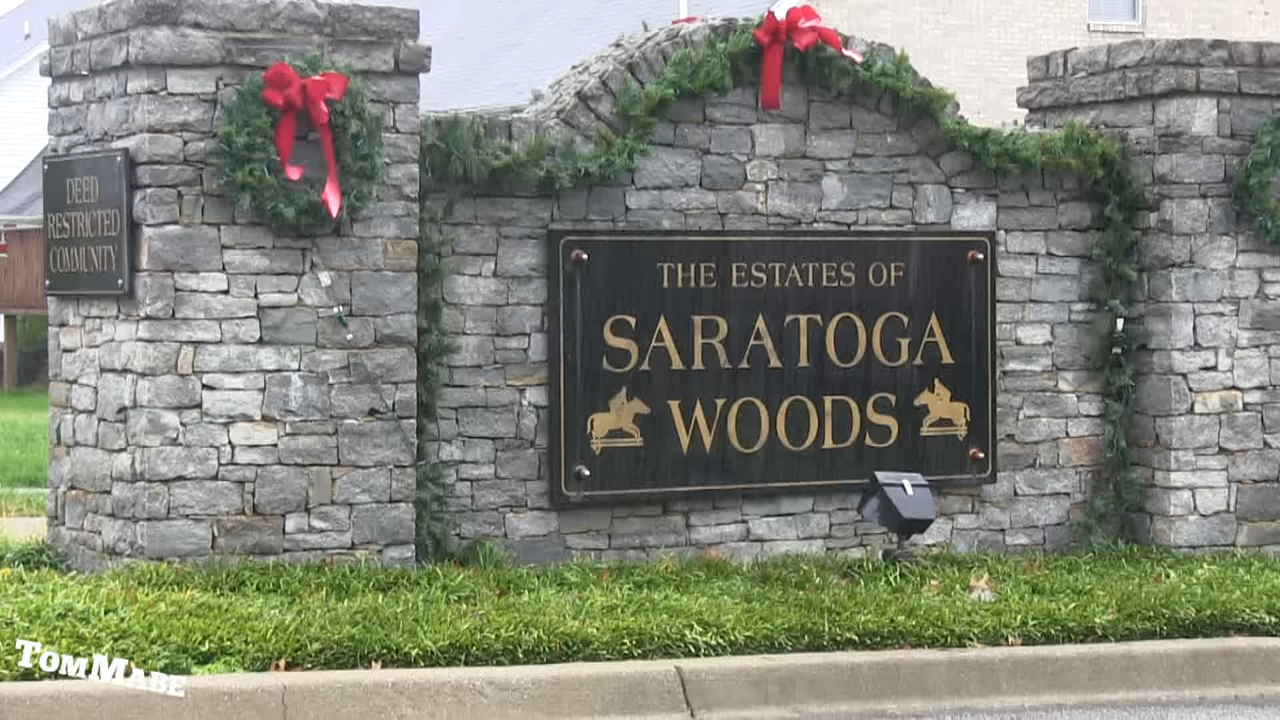 DEED
RESTRICTED
COMMUNITY
THE ESTATES OF
SARATOGA
WOODS
TOMMABE